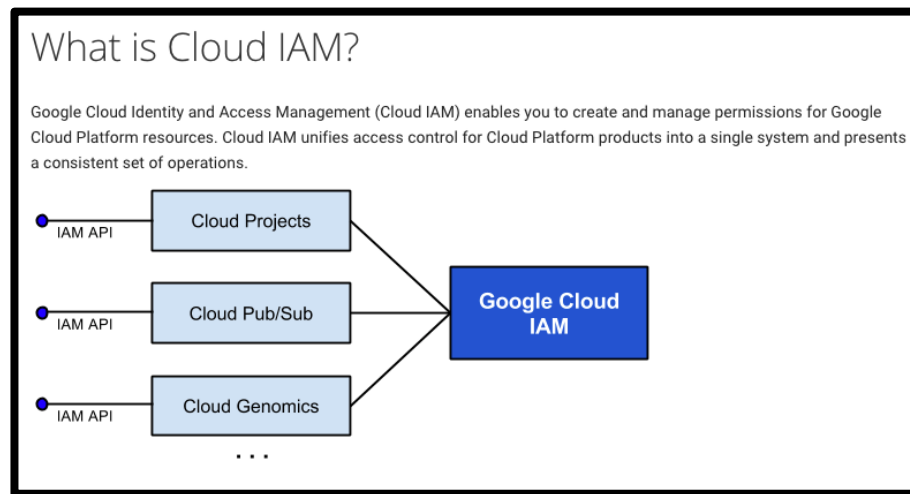 What is Cloud IAM?
Google Cloud Identity and Access Management (Cloud IAM) enables you to create and manage permissions for Google
Cloud Platform resources. Cloud IAM unifies access control for Cloud Platform products into a single system and presents
a consistent set of operations.
Cloud Projects
IAM API
Cloud Pub/Sub
IAM API
Google Cloud
IAM
Cloud Genomics
IAM API
. . .